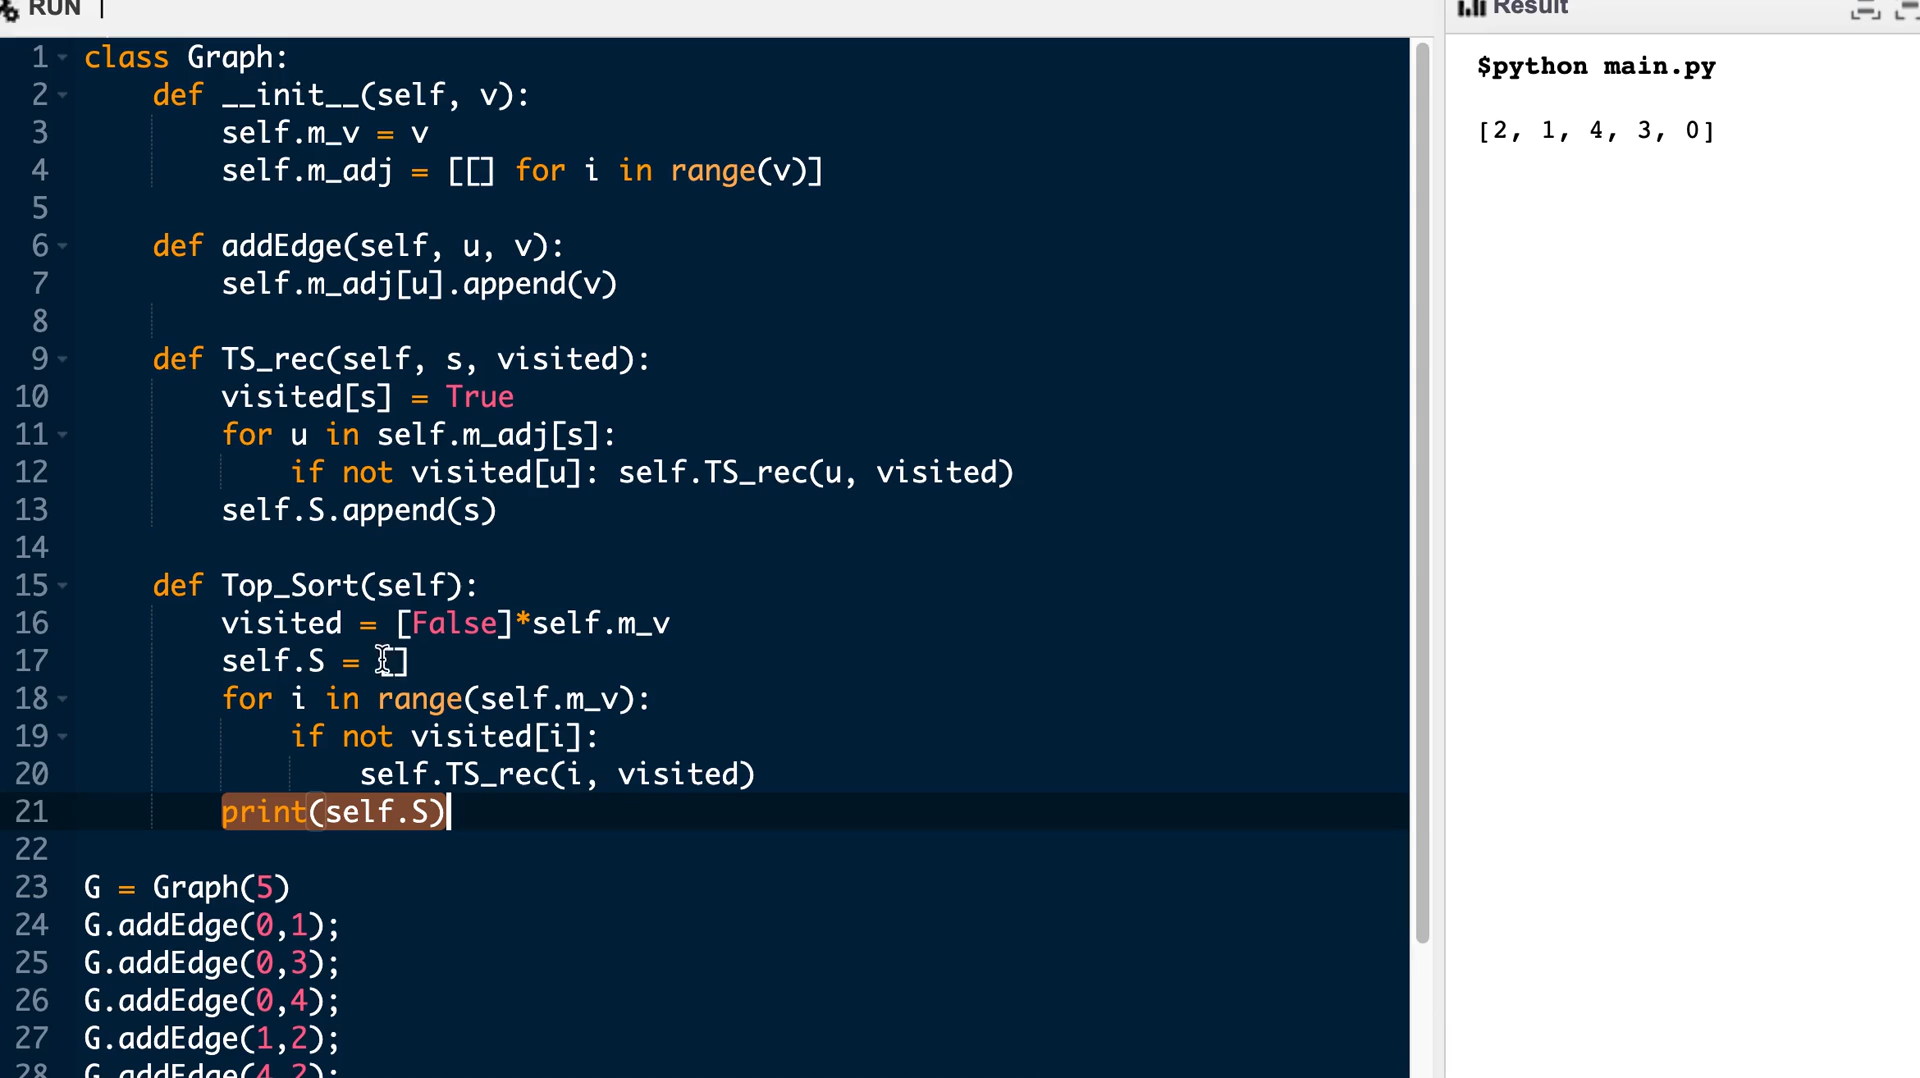 RUN
Result
1 class Graph:
2     def __init__(self, v):
3         self.m_v = v
4         self.m_adj = [[] for i in range(v)]
5
6     def addEdge(self, u, v):
7         self.m_adj[u].append(v)
8
9     def TS_rec(self, s, visited):
10         visited[s] = True
11         for u in self.m_adj[s]:
12             if not visited[u]: self.TS_rec(u, visited)
13         self.S.append(s)
14
15     def Top_Sort(self):
16         visited = [False]*self.m_v
17         self.S = []
18         for i in range(self.m_v):
19             if not visited[i]:
20                 self.TS_rec(i, visited)
21         print(self.S)
22
23 G = Graph(5)
24 G.addEdge(0,1);
25 G.addEdge(0,3);
26 G.addEdge(0,4);
27 G.addEdge(1,2);
28 G.addEdge(4,2);
$python main.py
[2, 1, 4, 3, 0]